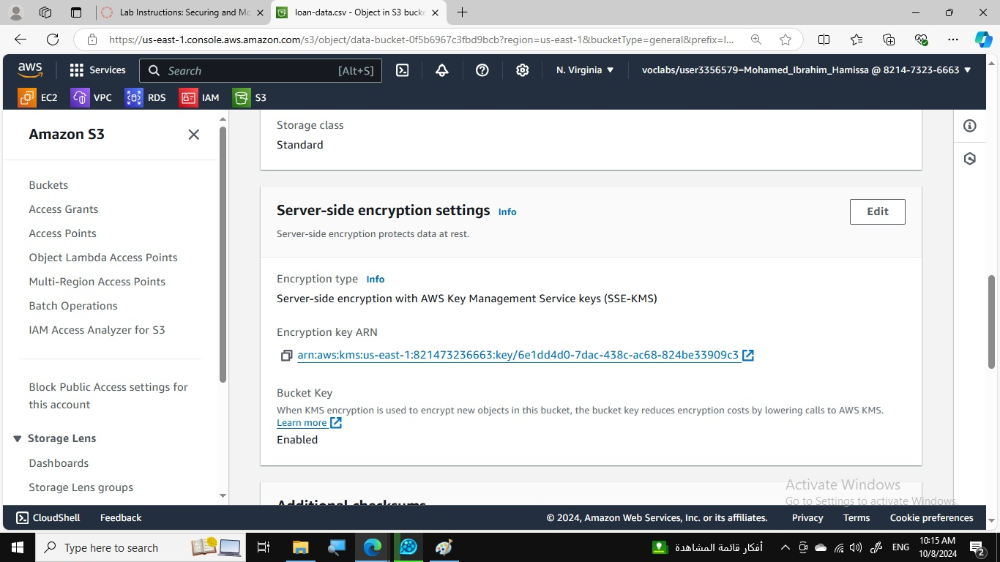 Lab Instructions: Securing and Mo
loan-data.csv - Object in S3 bucke
https://us-east-1.console.aws.amazon.com/s3/object/data-bucket-0f5b6967c3fbd9bcb?region=us-east-1&bucketType=general&prefix=l...
aws
Services
Search
[Alt+S]
N. Virginia
voclabs/user3356579=Mohamed_Ibrahim_Hamissa @ 8214-7323-6663
EC2
VPC
RDS
IAM
S3
Amazon S3
Buckets
Access Grants
Access Points
Object Lambda Access Points
Multi-Region Access Points
Batch Operations
IAM Access Analyzer for S3
Block Public Access settings for
this account
Storage Lens
Dashboards
Storage Lens groups
Storage class
Standard
Server-side encryption settings Info
Edit
Server-side encryption protects data at rest.
Encryption type Info
Server-side encryption with AWS Key Management Service keys (SSE-KMS)
Encryption key ARN
arn:aws:kms:us-east-1:821473236663:key/6e1dd4d0-7dac-438c-ac68-824be33909c3
Bucket Key
When KMS encryption is used to encrypt new objects in this bucket, the bucket key reduces encryption costs by lowering calls to AWS KMS.
Learn more
Enabled
Additional checksums
Activate Windows
Go to Settings to activate Windows.
CloudShell
Feedback
© 2024, Amazon Web Services, Inc. or its affiliates.
Privacy
Terms
Cookie preferences
Type here to search
أفكار قائمة المشاهدة
ENG
10:15 AM
10/8/2024
2